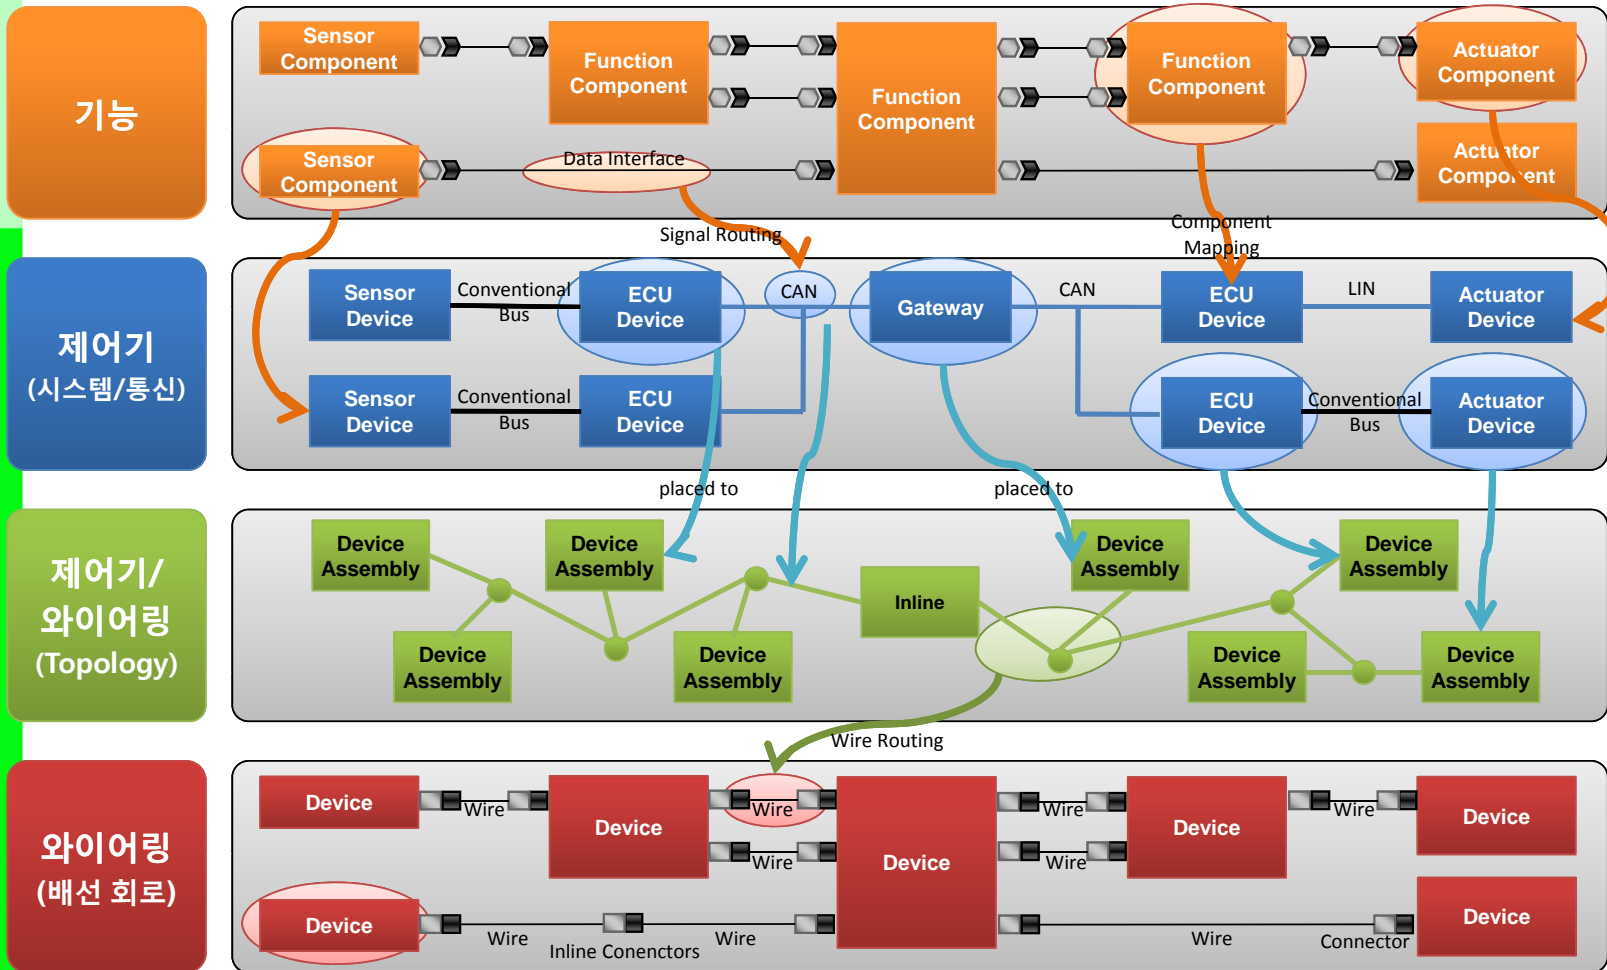 기능
Sensor
Component
Function
Component
Function
Component
Function
Component
Actuator
Component
Sensor
Component
Data Interface
Actuator
Component
Signal Routing
Component
Mapping
제어기
(시스템/통신)
Sensor
Device
Conventional
Bus
ECU
Device
CAN
Gateway
CAN
ECU
Device
LIN
Actuator
Device
Sensor
Device
Conventional
Bus
ECU
Device
ECU
Device
Conventional
Bus
Actuator
Device
placed to
placed to
제어기/
와이어링
(Topology)
Device
Assembly
Device
Assembly
Device
Assembly
Device
Assembly
Inline
Device
Assembly
Device
Assembly
Device
Assembly
Device
Assembly
Wire Routing
와이어링
(배선 회로)
Device
Wire
Device
Wire
Wire
Device
Wire
Wire
Device
Wire
Device
Device
Wire
Inline Conenctors
Wire
Wire
Connector
Device